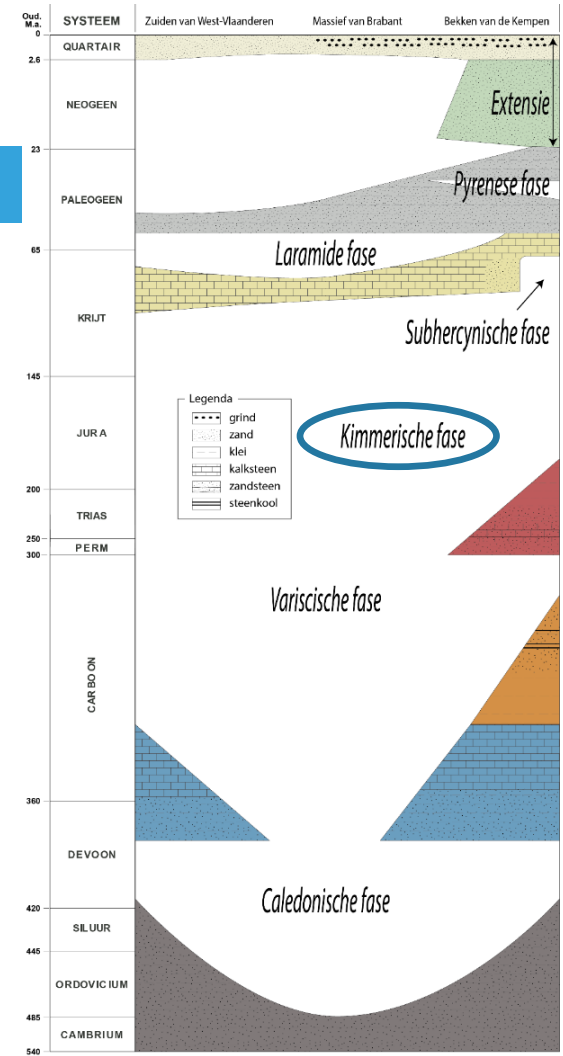 Oud.
M.a.
SYSTEEM
Zuiden van West-Vlaanderen
Massief van Brabant
Bekken van de Kempen
0
QUARTAIR
2.6
NEOGEEN
Extensie
23
PALEOGEEN
Pyrenese fase
65
Laramide fase
KRIJT
Subhercynische fase
145
Legenda
grind
zand
klei
kalksteen
zandsteen
steenkool
JURA
Kimmerische fase
200
TRIAS
250
PERM
300
Variscische fase
CARBOON
360
DEVOON
Caledonische fase
420
SILUUR
445
ORDOVICIUM
485
CAMBRIUM
540